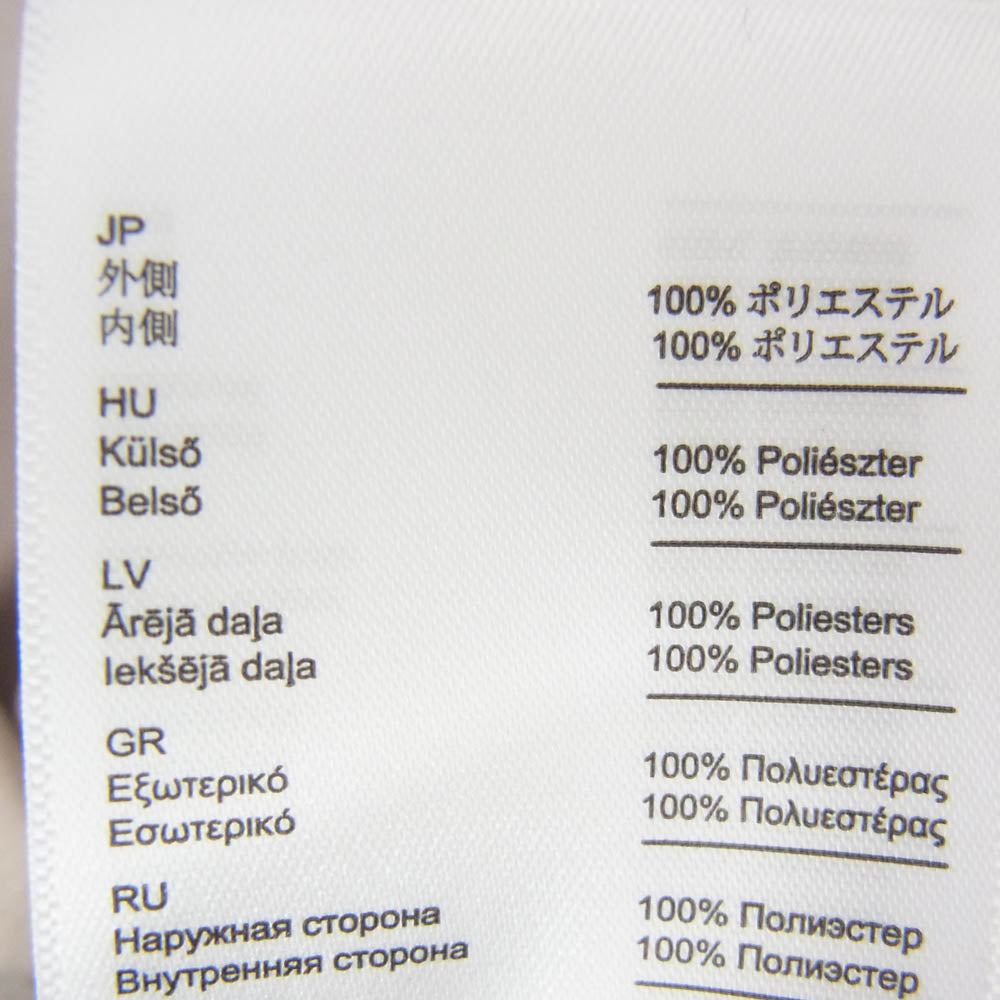 JP
外側 100% ポリエステル
内側 100% ポリエステル
HU
Külső 100% Poliészter
Belső 100% Poliészter
LV
Ārējā daļa 100% Poliesters
Iekšējā daļa 100% Poliesters
GR
Εξωτερικό 100% Πολυεστέρας
Εσωτερικό 100% Πολυεστέρας
RU
Наружная сторона 100% Полиэстер
Внутренняя сторона 100% Полиэстер